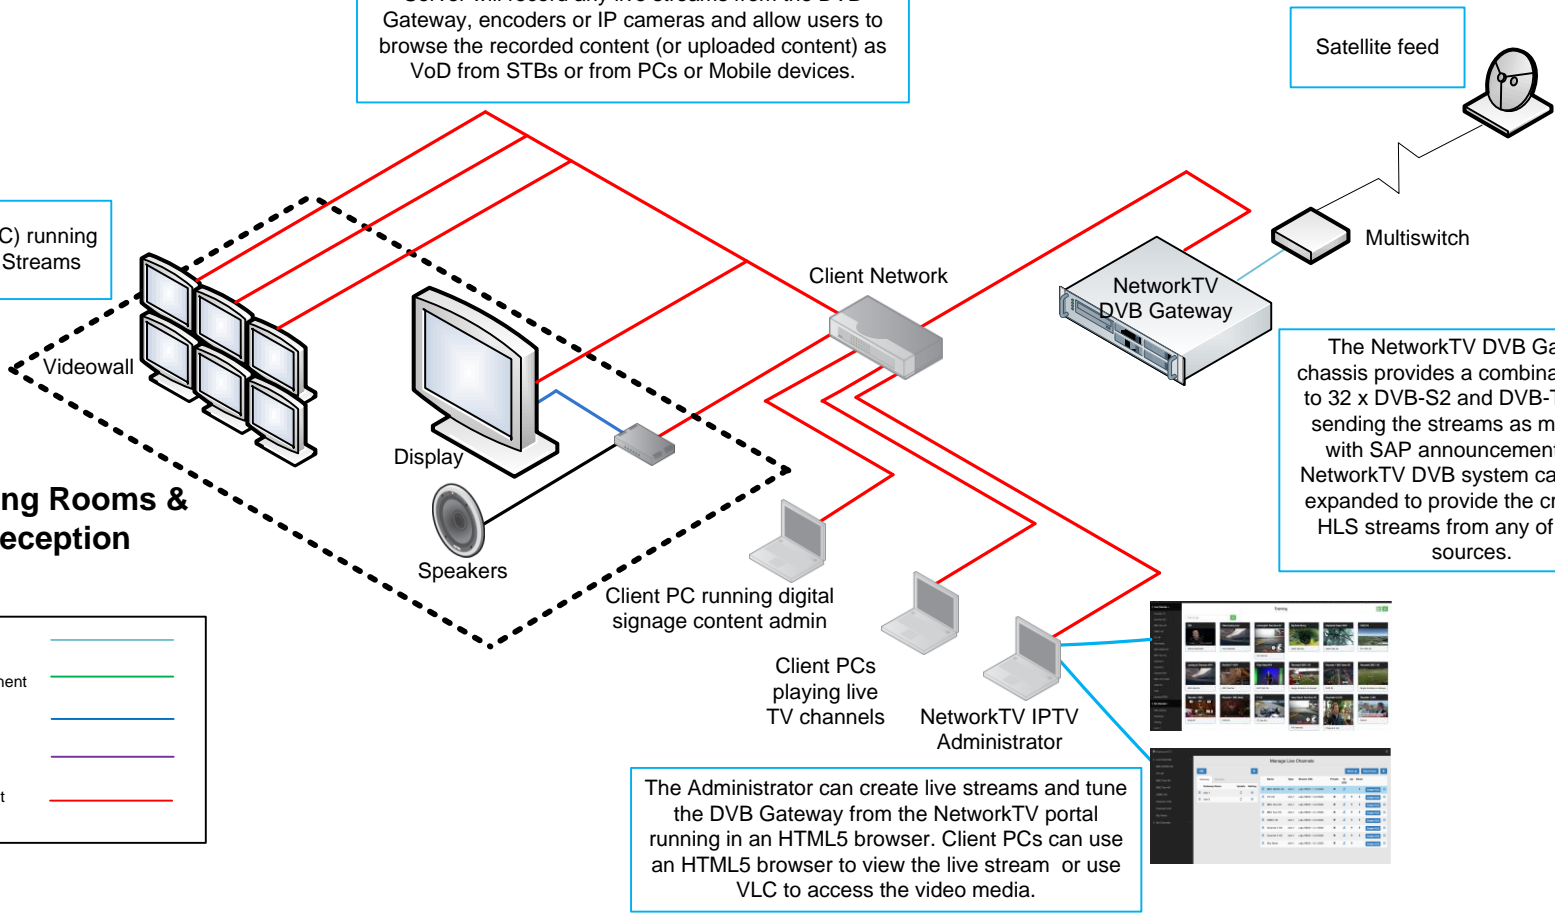 Gateway, encoders or IP cameras and allow users to
browse the recorded content (or uploaded content) as
VoD from STBs or from PCs or Mobile devices.
Satellite feed
C) running
Streams
Multiswitch
Client Network
NetworkTV
DVB Gateway
Videowall
Display
Speakers
ng Rooms &
eception
The NetworkTV DVB Ga
chassis provides a combina
to 32 x DVB-S2 and DVB-T
sending the streams as m
with SAP announcement
NetworkTV DVB system ca
expanded to provide the cr
HLS streams from any of
sources.
Client PC running digital
signage content admin
Client PCs
playing live
TV channels
NetworkTV IPTV
Administrator
nent
t
Training
Manage Live Channels
The Administrator can create live streams and tune
the DVB Gateway from the NetworkTV portal
running in an HTML5 browser. Client PCs can use
an HTML5 browser to view the live stream or use
VLC to access the video media.